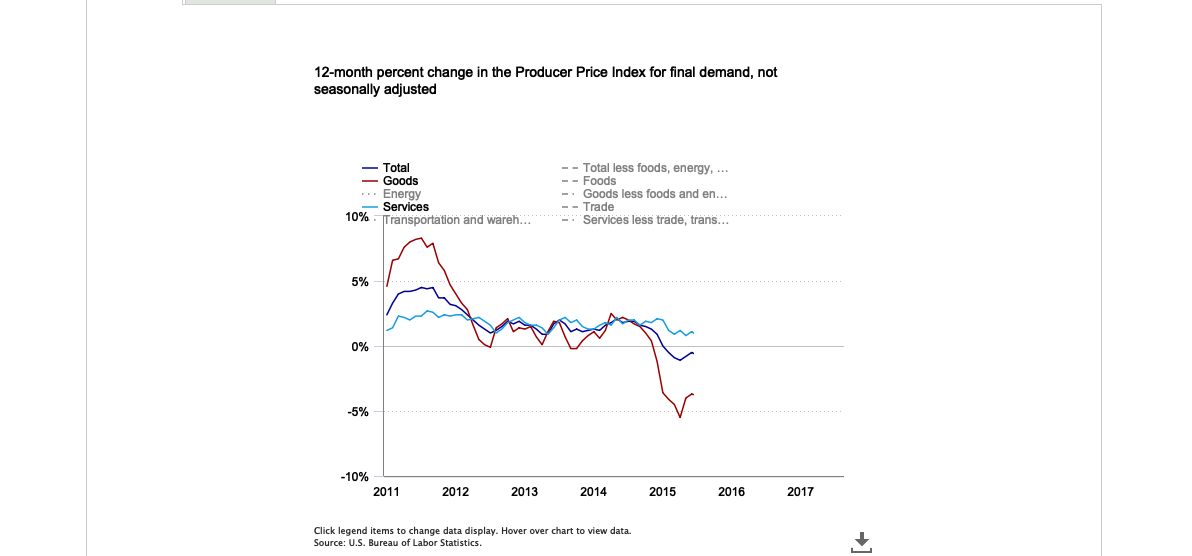 12-month percent change in the Producer Price Index for final demand, not
seasonally adjusted
Total
Goods
Energy
Services
Transportation and wareh...
Total less foods, energy, ...
Foods
Goods less foods and en...
Trade
Services less trade, trans...
10%
5%
0%
-5%
-10%
2011 2012 2013 2014 2015 2016 2017
Click legend items to change data display. Hover over chart to view data.
Source: U.S. Bureau of Labor Statistics.